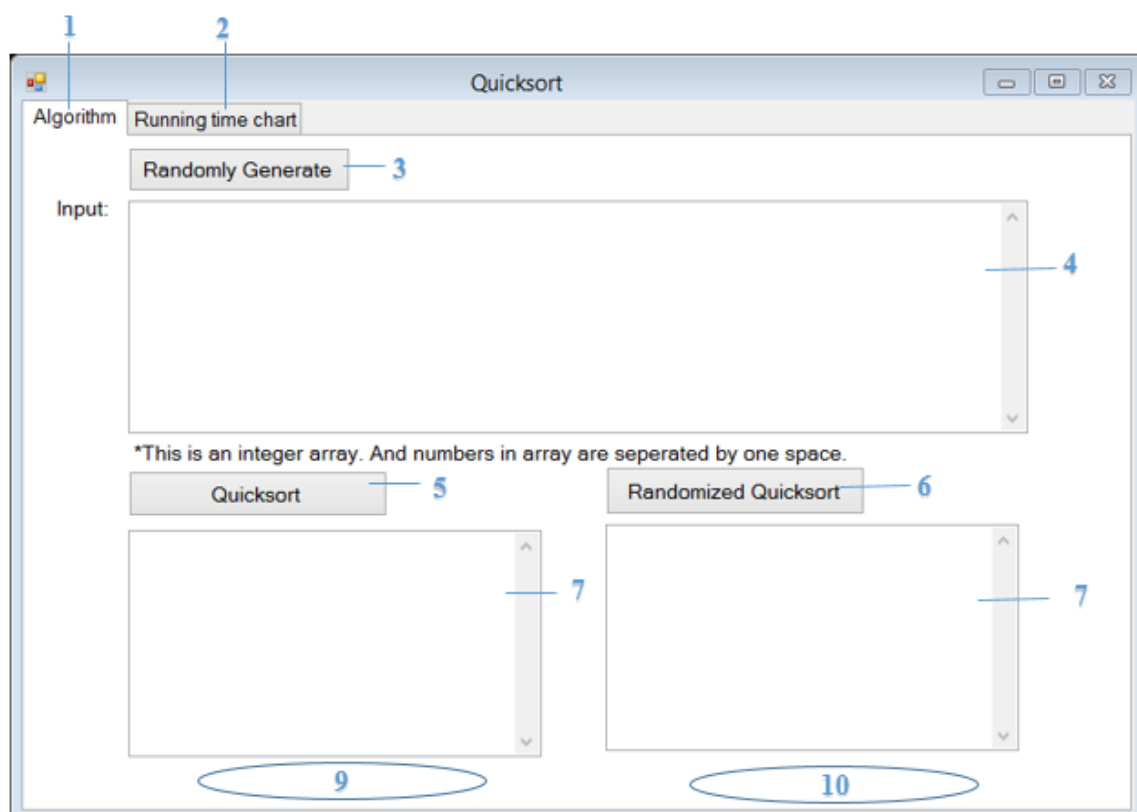 1
2
Quicksort
Algorithm
Running time chart
Randomly Generate
3
Input:
4
*This is an integer array. And numbers in array are seperated by one space.
Quicksort
5
Randomized Quicksort
6
7
7
9
10